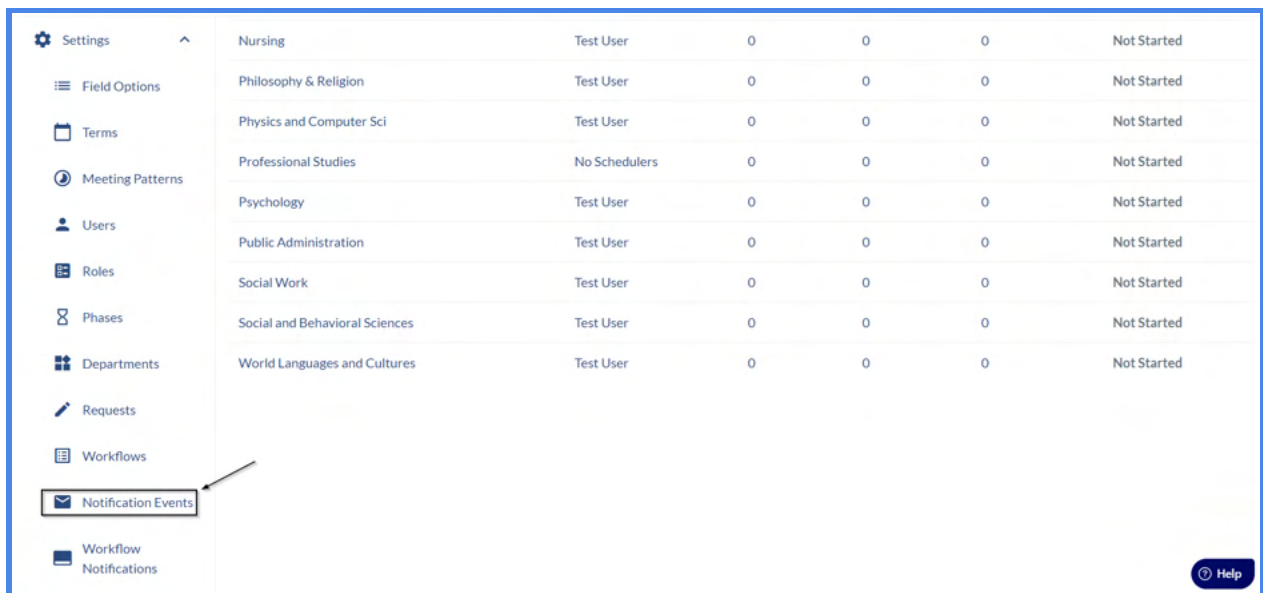 Settings
Field Options
Terms
Meeting Patterns
Users
Roles
Phases
Departments
Requests
Workflows
Notification Events
Workflow
Notifications
Nursing Test User 0 0 0 Not Started
Philosophy & Religion Test User 0 0 0 Not Started
Physics and Computer Sci Test User 0 0 0 Not Started
Professional Studies No Schedulers 0 0 0 Not Started
Psychology Test User 0 0 0 Not Started
Public Administration Test User 0 0 0 Not Started
Social Work Test User 0 0 0 Not Started
Social and Behavioral Sciences Test User 0 0 0 Not Started
World Languages and Cultures Test User 0 0 0 Not Started
Help